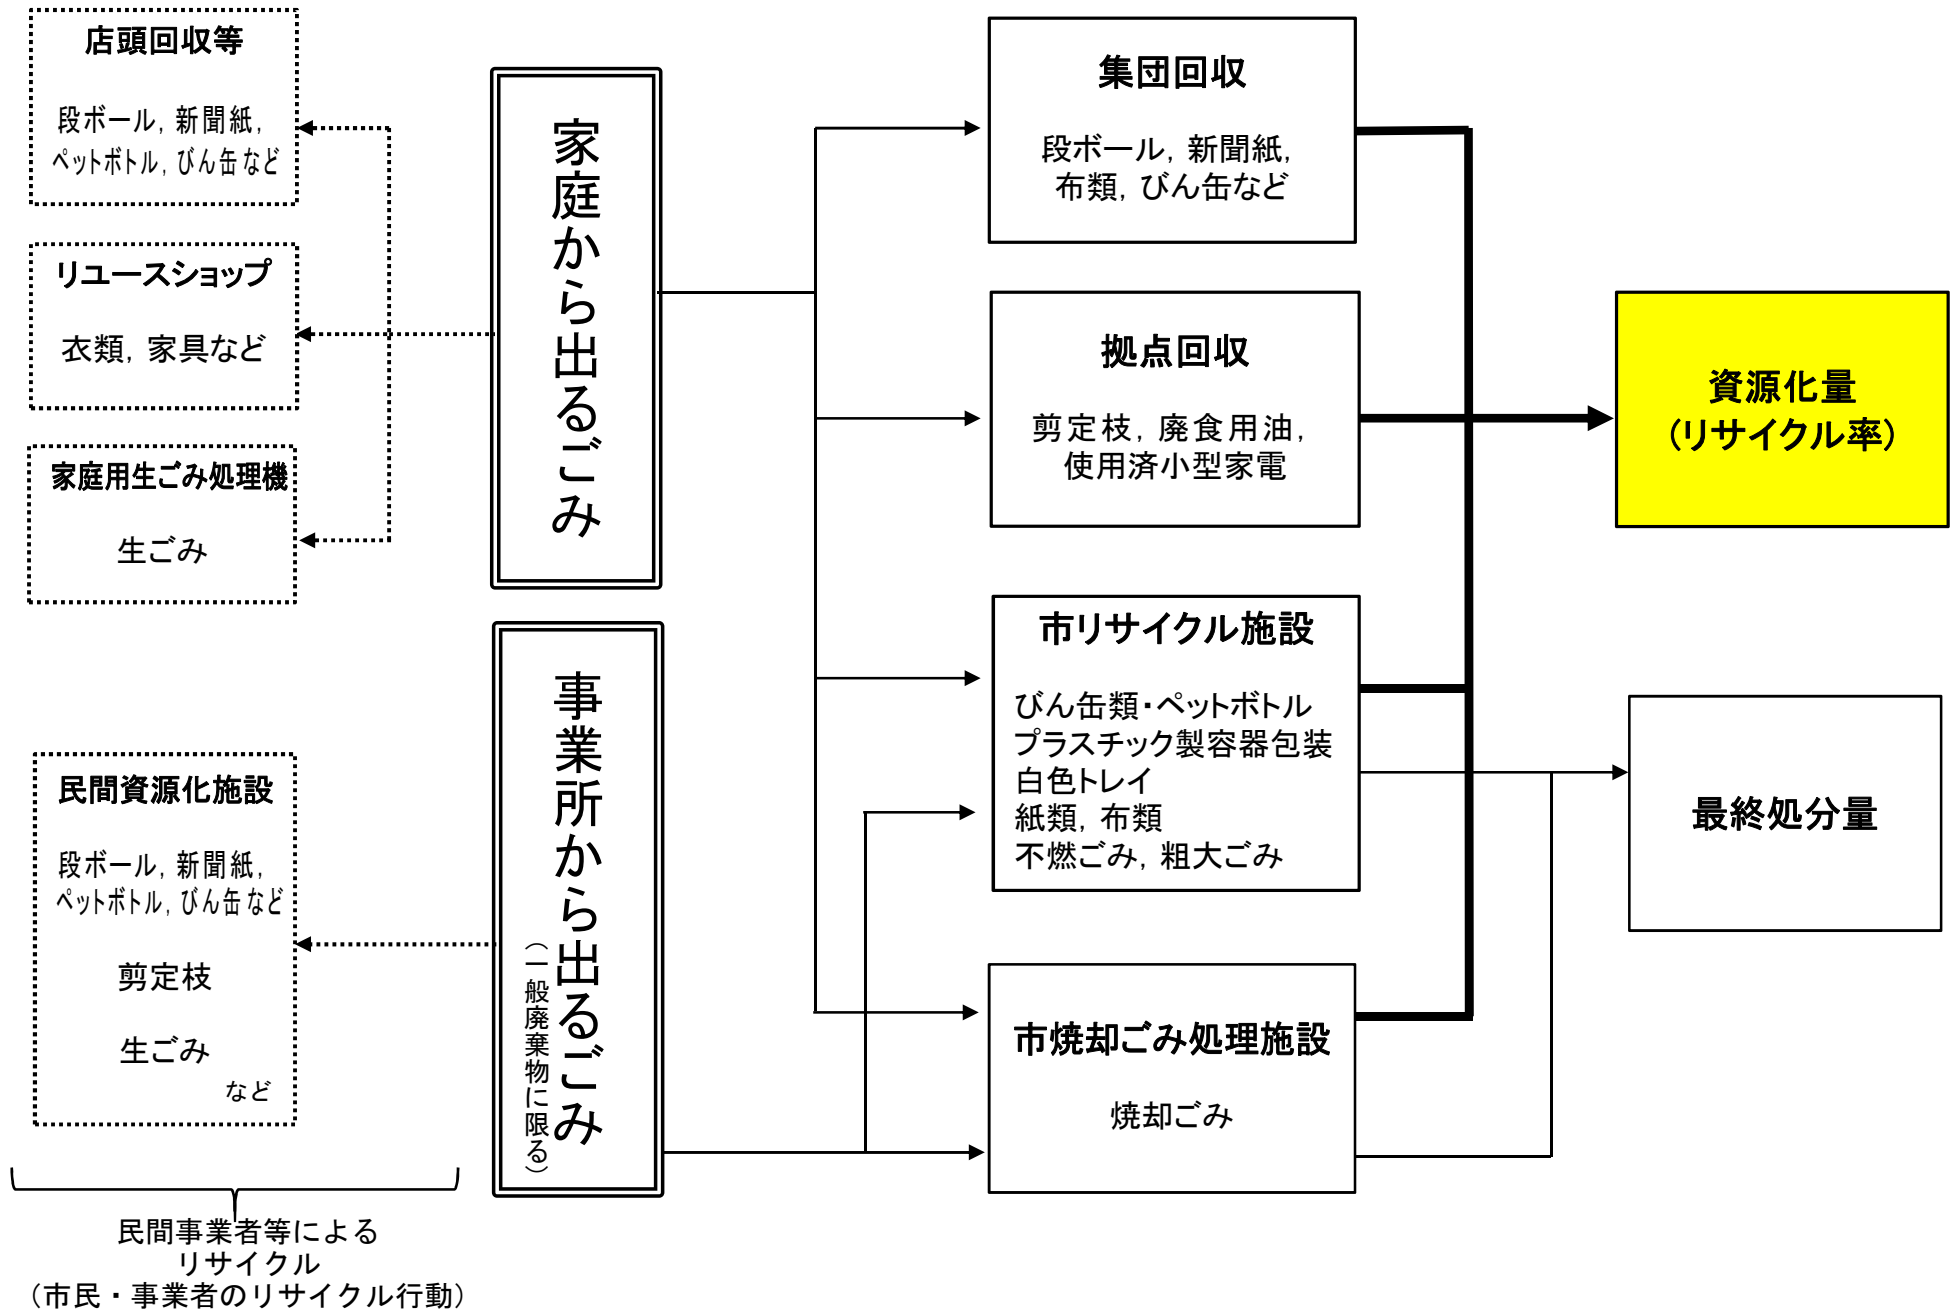 店頭回収等
段ボール, 新聞紙,
ペットボトル, びん缶など
リユースショップ
衣類, 家具など
家庭用生ごみ処理機
生ごみ
民間資源化施設
段ボール, 新聞紙,
ペットボトル, びん缶など
剪定枝
生ごみ
など
民間事業者等による
リサイクル
（市民・事業者のリサイクル行動）
家庭から出るごみ
事業所から出るごみ
（一般廃棄物に限る）
集団回収
段ボール, 新聞紙,
布類, びん缶など
拠点回収
剪定枝, 廃食用油,
使用済小型家電
市リサイクル施設
びん缶類・ペットボトル
プラスチック製容器包装
白色トレイ
紙類, 布類
不燃ごみ, 粗大ごみ
市焼却ごみ処理施設
焼却ごみ
資源化量
（リサイクル率）
最終処分量